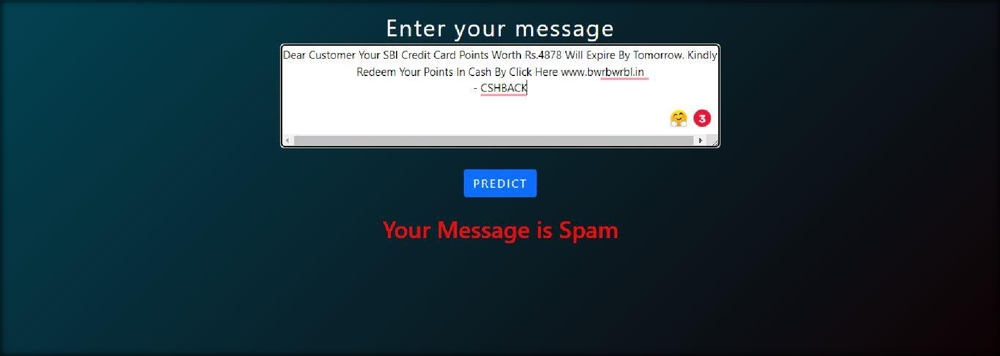 Enter your message
Dear Customer Your SBI Credit Card Points Worth Rs.4878 Will Expire By Tomorrow. Kindly
Redeem Your Points In Cash By Click Here www.bwrbwrbl.in
- CSHBACK
3
PREDICT
Your Message is Spam